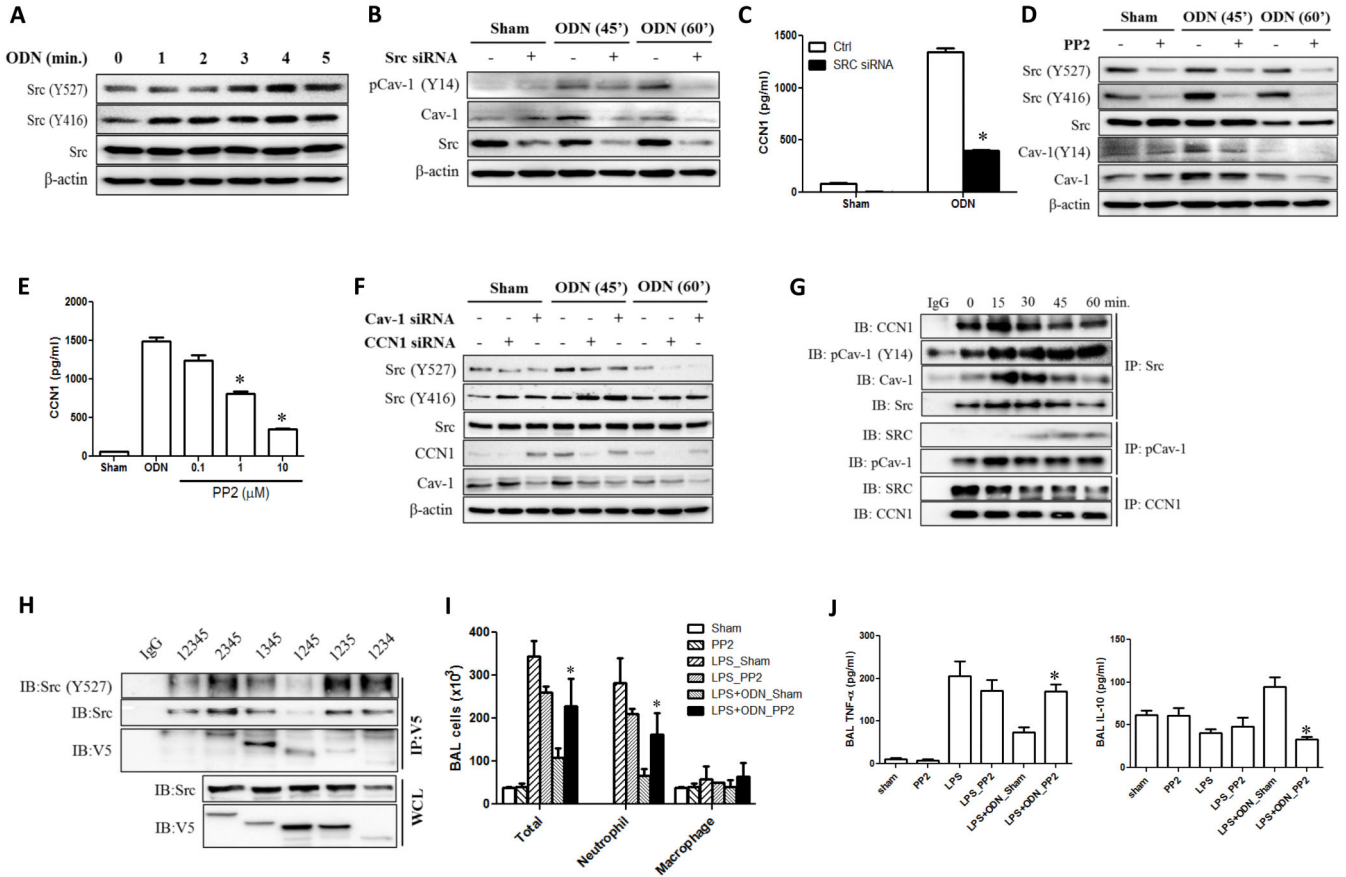 A
ODN (min.) 0 1 2 3 4 5
Src (Y527)
Src (Y416)
Src
β-actin
B
Sham ODN (45') ODN (60')
Src siRNA - + - + - +
pCav-1 (Y14)
Cav-1
Src
β-actin
C
Ctrl
SRC siRNA
CCN1 (pg/ml)
1500
1000
500
0
*
Sham ODN
D
Sham ODN (45') ODN (60')
PP2 - + - + - +
Src (Y527)
Src (Y416)
Src
Cav-1(Y14)
Cav-1
β-actin
E
CCN1 (pg/ml)
2000
1500
1000
500
0
* *
Sham ODN 0.1 1 10
PP2 (μM)
F
Sham ODN (45') ODN (60')
Cav-1 siRNA - - + - - + - - +
CCN1 siRNA - + - - + - - + -
Src (Y527)
Src (Y416)
Src
CCN1
Cav-1
β-actin
G
IgG 0 15 30 45 60 min.
IB: CCN1
IB: pCav-1 (Y14)
IB: Cav-1
IB: Src
IP: Src
IB: SRC
IB: pCav-1
IP: pCav-1
IB: SRC
IB: CCN1
IP: CCN1
H
IgG 12345 2345 1345 1245 1235 1234
IB:Src (Y527)
IB:Src
IB:V5
IP:V5
IB:Src
IB:V5
WCL
I
BAL cells (x10³)
400
300
200
100
0
* *
Sham
PP2
LPS_Sham
LPS_PP2
LPS+ODN_Sham
LPS+ODN_PP2
Total Neutrophil Macrophage
J
BAL TNF-α (pg/ml)
300
200
100
0
*
sham PP2 LPS LPS_PP2 LPS+ODN_Sham LPS+ODN_PP2
BAL IL-10 (pg/ml)
150
100
50
0
*
sham PP2 LPS LPS_PP2 LPS+ODN_Sham LPS+ODN_PP2